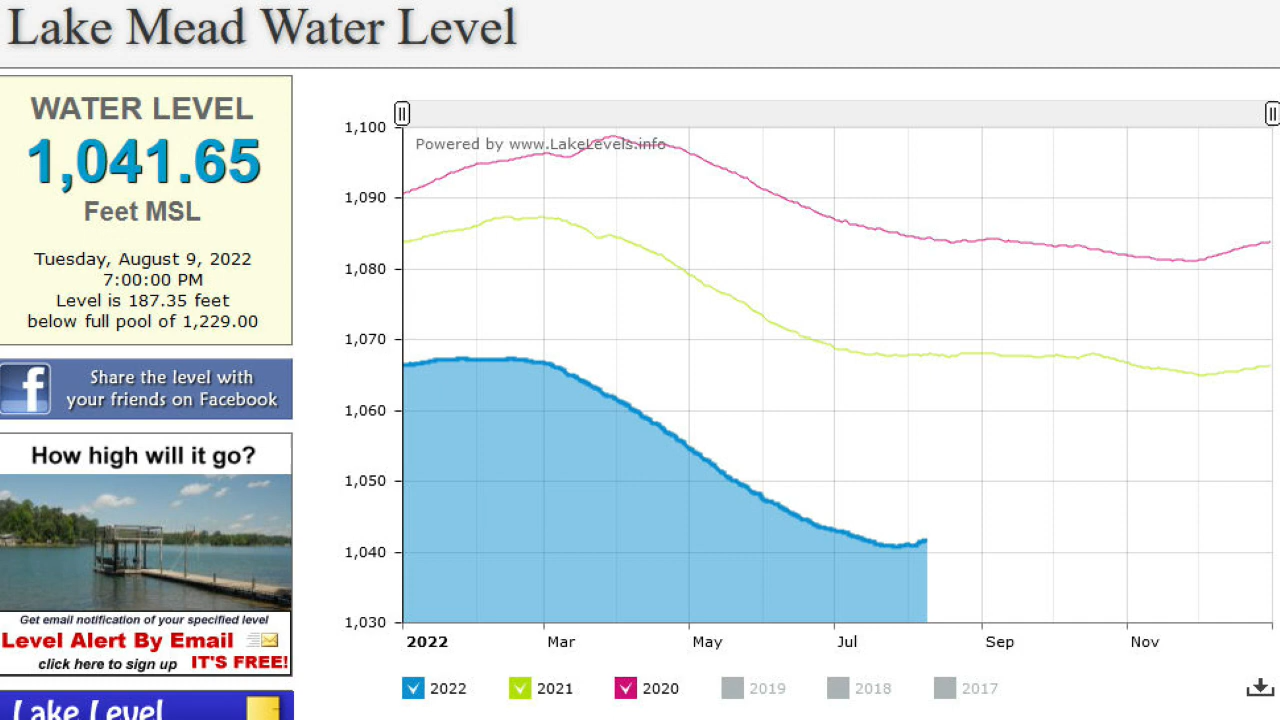 Lake Mead Water Level
WATER LEVEL
1,041.65
Feet MSL
Tuesday, August 9, 2022
7:00:00 PM
Level is 187.35 feet
below full pool of 1,229.00
f
Share the level with
your friends on Facebook
How high will it go?
Get email notification of your specified level
Level Alert By Email
click here to sign up IT'S FREE!
Lake Level
Powered by www.LakeLevels.info
1,100
1,090
1,080
1,070
1,060
1,050
1,040
1,030
2022 Mar May Jul Sep Nov
2022 2021 2020 2019 2018 2017